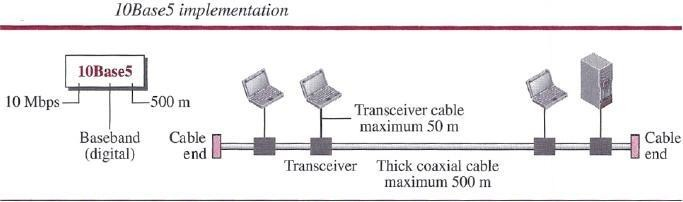 10Base5 implementation
10Base5
10 Mbps
500 m
Baseband
(digital)
Cable
end
Transceiver cable
maximum 50 m
Transceiver
Thick coaxial cable
maximum 500 m
Cable
end